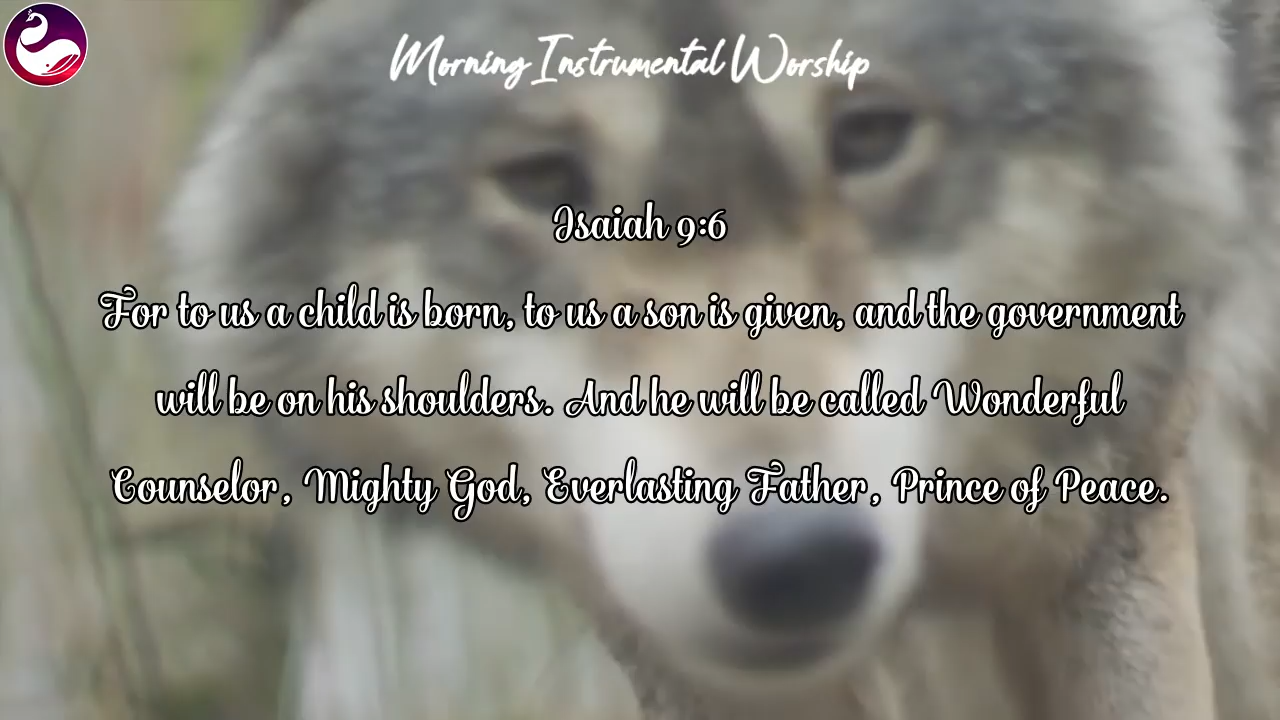 Morning Instrumental Worship
Isaiah 9:6
For to us a child is born, to us a son is given, and the government
will be on his shoulders. And he will be called Wonderful
Counselor, Mighty God, Everlasting Father, Prince of Peace.